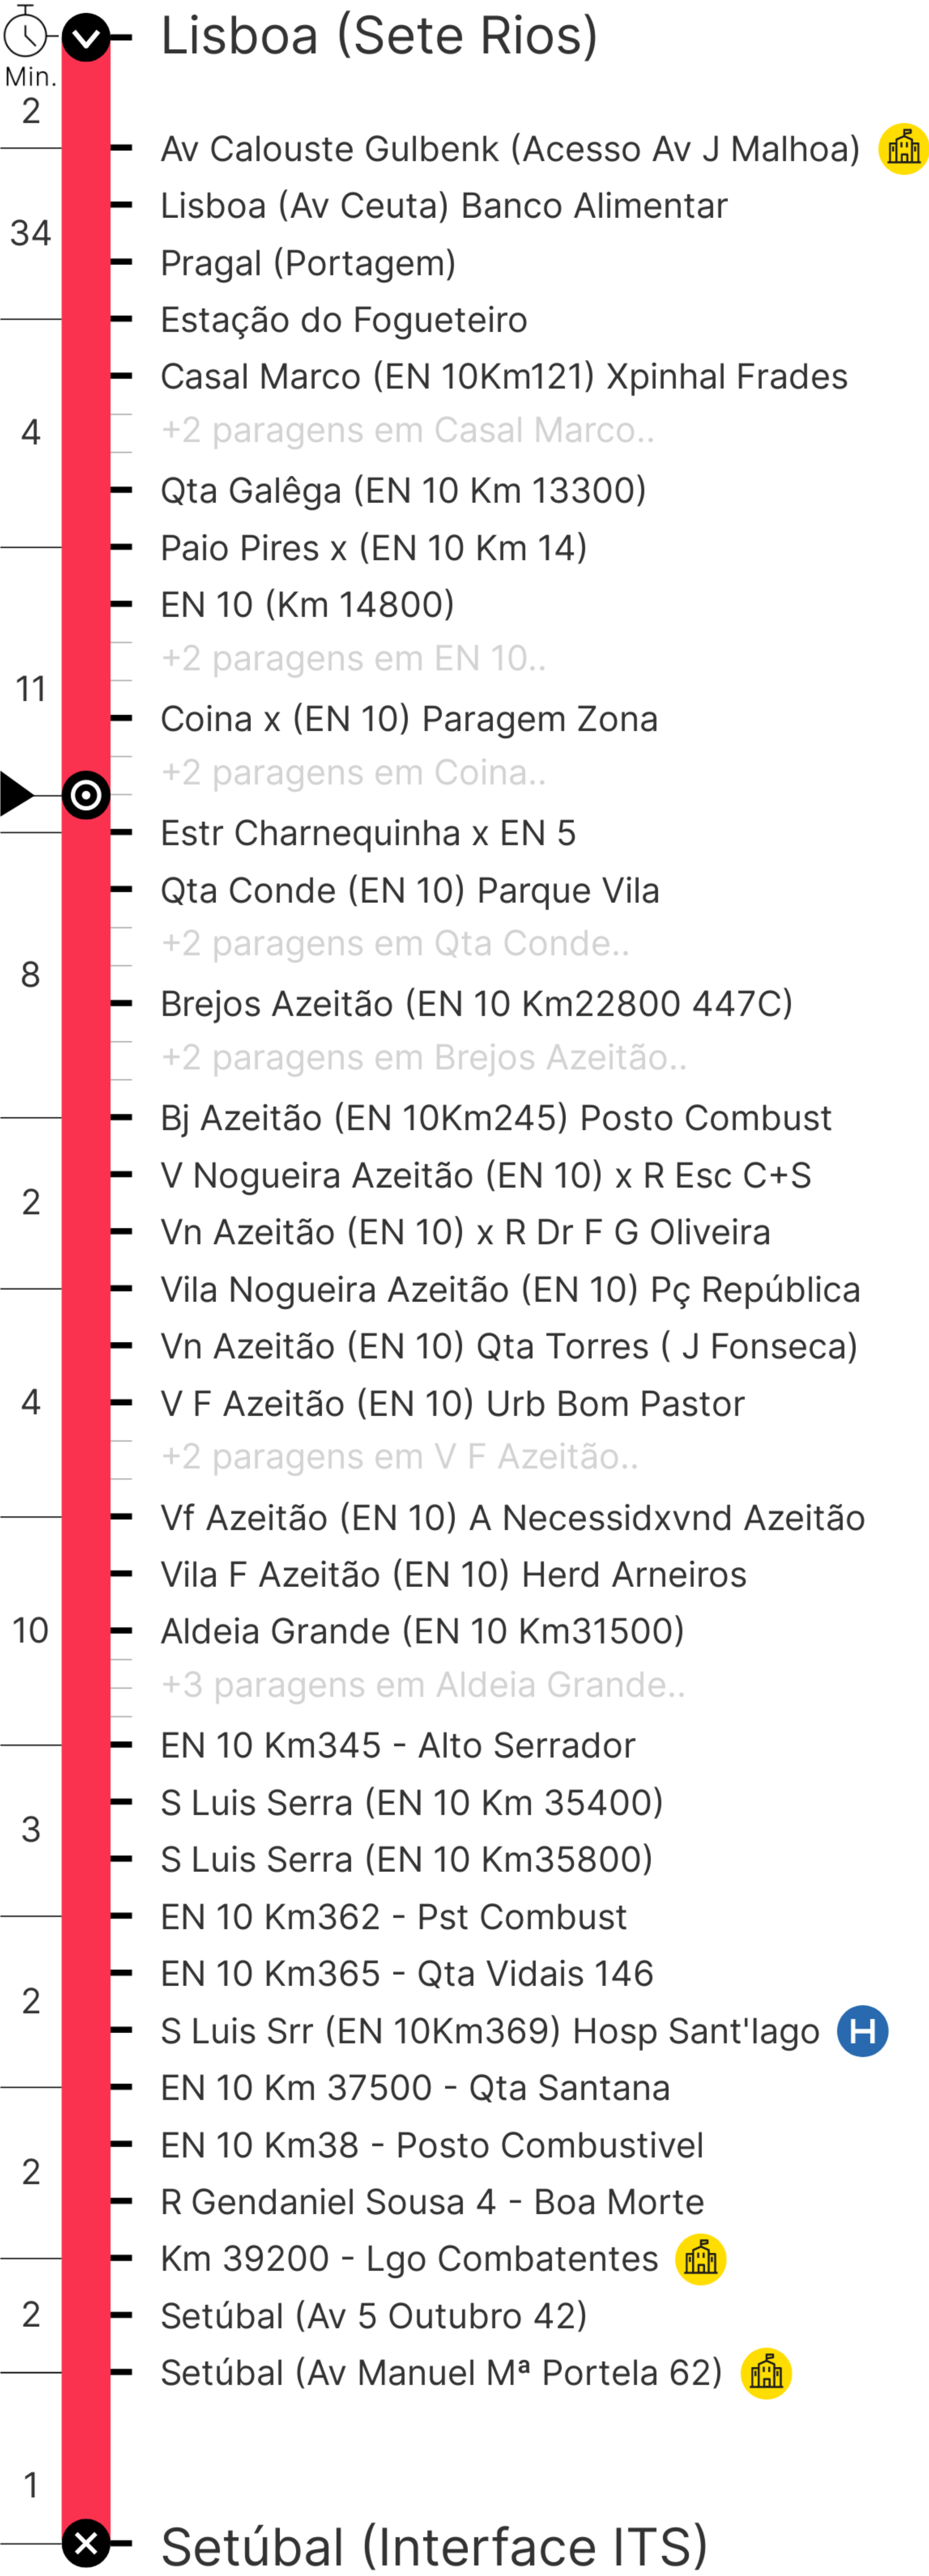 Lisboa (Sete Rios)
Min.
2
Av Calouste Gulbenk (Acesso Av J Malhoa)
Lisboa (Av Ceuta) Banco Alimentar
34
Pragal (Portagem)
Estação do Fogueteiro
Casal Marco (EN 10Km121) Xpinhal Frades
4
+2 paragens em Casal Marco..
Qta Galêga (EN 10 Km 13300)
Paio Pires x (EN 10 Km 14)
EN 10 (Km 14800)
+2 paragens em EN 10..
11
Coina x (EN 10) Paragem Zona
+2 paragens em Coina..
Estr Charnequinha x EN 5
Qta Conde (EN 10) Parque Vila
+2 paragens em Qta Conde..
8
Brejos Azeitão (EN 10 Km22800 447C)
+2 paragens em Brejos Azeitão..
Bj Azeitão (EN 10Km245) Posto Combust
V Nogueira Azeitão (EN 10) x R Esc C+S
2
Vn Azeitão (EN 10) x R Dr F G Oliveira
Vila Nogueira Azeitão (EN 10) Pç República
Vn Azeitão (EN 10) Qta Torres ( J Fonseca)
4
V F Azeitão (EN 10) Urb Bom Pastor
+2 paragens em V F Azeitão..
Vf Azeitão (EN 10) A Necessidxvnd Azeitão
Vila F Azeitão (EN 10) Herd Arneiros
10
Aldeia Grande (EN 10 Km31500)
+3 paragens em Aldeia Grande..
EN 10 Km345 - Alto Serrador
S Luis Serra (EN 10 Km 35400)
3
S Luis Serra (EN 10 Km35800)
EN 10 Km362 - Pst Combust
EN 10 Km365 - Qta Vidais 146
2
S Luis Srr (EN 10Km369) Hosp Sant'Iago
H
EN 10 Km 37500 - Qta Santana
EN 10 Km38 - Posto Combustivel
2
R Gendaniel Sousa 4 - Boa Morte
Km 39200 - Lgo Combatentes
2
Setúbal (Av 5 Outubro 42)
Setúbal (Av Manuel Mª Portela 62)
1
Setúbal (Interface ITS)